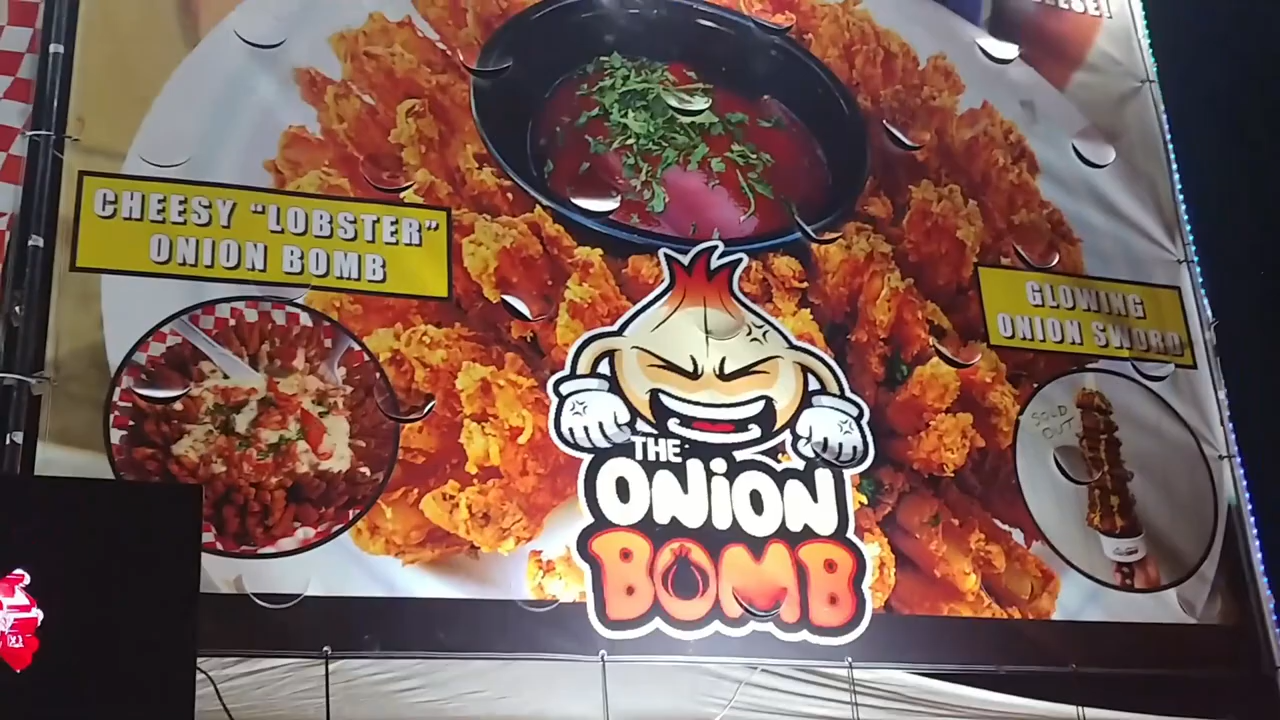 CHEESY “LOBSTER”
ONION BOMB
GLOWING
ONION SWORD
SOLD
OUT
THE
ONION
BOMB